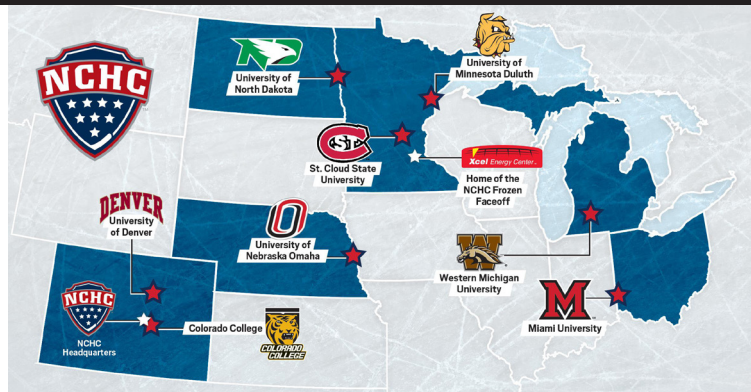 NCHC
ND
University of
North Dakota
University of
Minnesota Duluth
STC
St. Cloud State
University
Xcel Energy Center
Home of the
NCHC Frozen
Faceoff
DENVER
University
of Denver
O
University of
Nebraska Omaha
W
Western Michigan
University
M
Miami University
NCHC
NCHC
Headquarters
Colorado College
COLORADO
COLLEGE